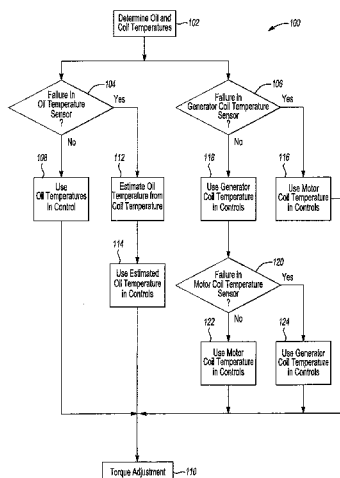 Determine Oil and
Coil Temperatures
102
100
Failure in
Oil Temperature
Sensor
?
104
Yes
No
Failure in
Generator Coil Temperature
Sensor
?
106
Yes
No
108
Use
Oil Temperatures
in Control
112
Estimate Oil
Temperature from
Coil Temperature
118
Use Generator
Coil Temperature
in Controls
116
Use Motor
Coil Temperature
in Controls
114
Use Estimated
Oil Temperature
in Controls
Failure in
Motor Coil Temperature
Sensor
?
120
Yes
No
122
Use Motor
Coil Temperature
in Controls
124
Use Generator
Coil Temperature
in Controls
Torque Adjustment
110